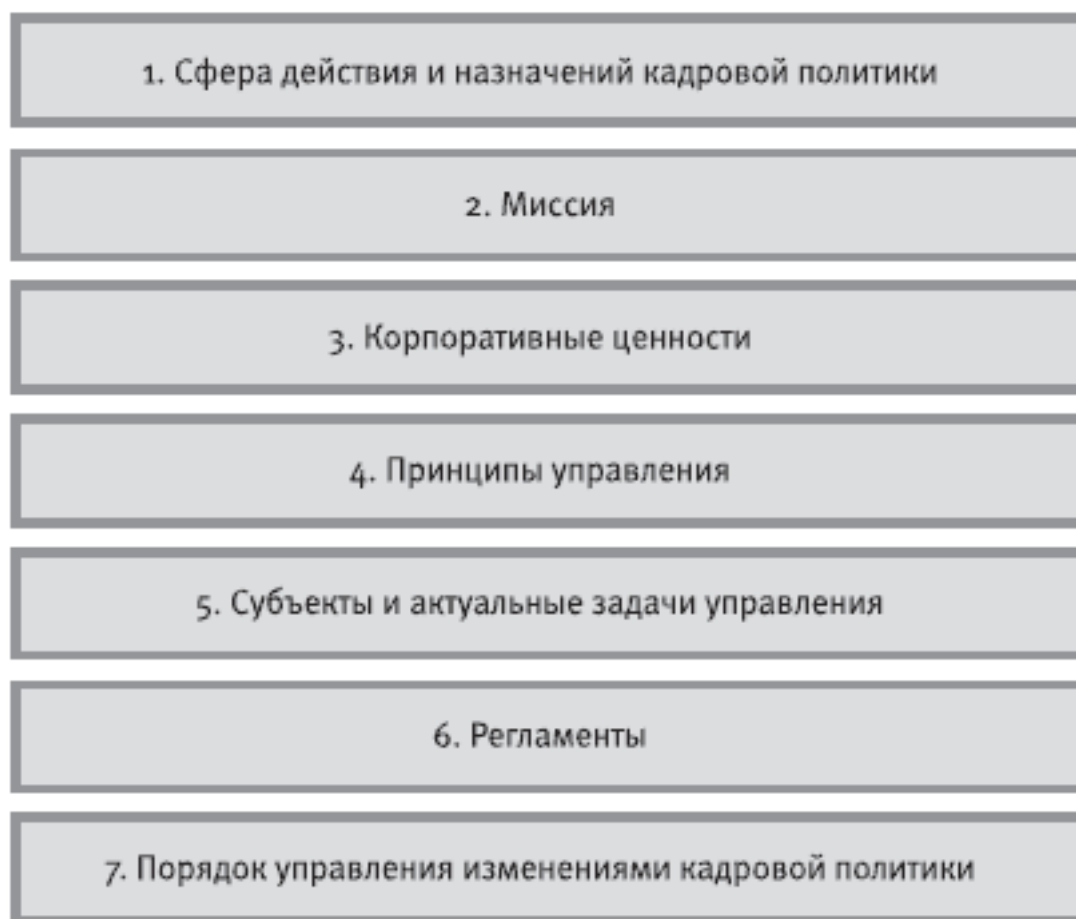 1. Сфера действия и назначений кадровой политики
2. Миссия
3. Корпоративные ценности
4. Принципы управления
5. Субъекты и актуальные задачи управления
6. Регламенты
7. Порядок управления изменениями кадровой политики